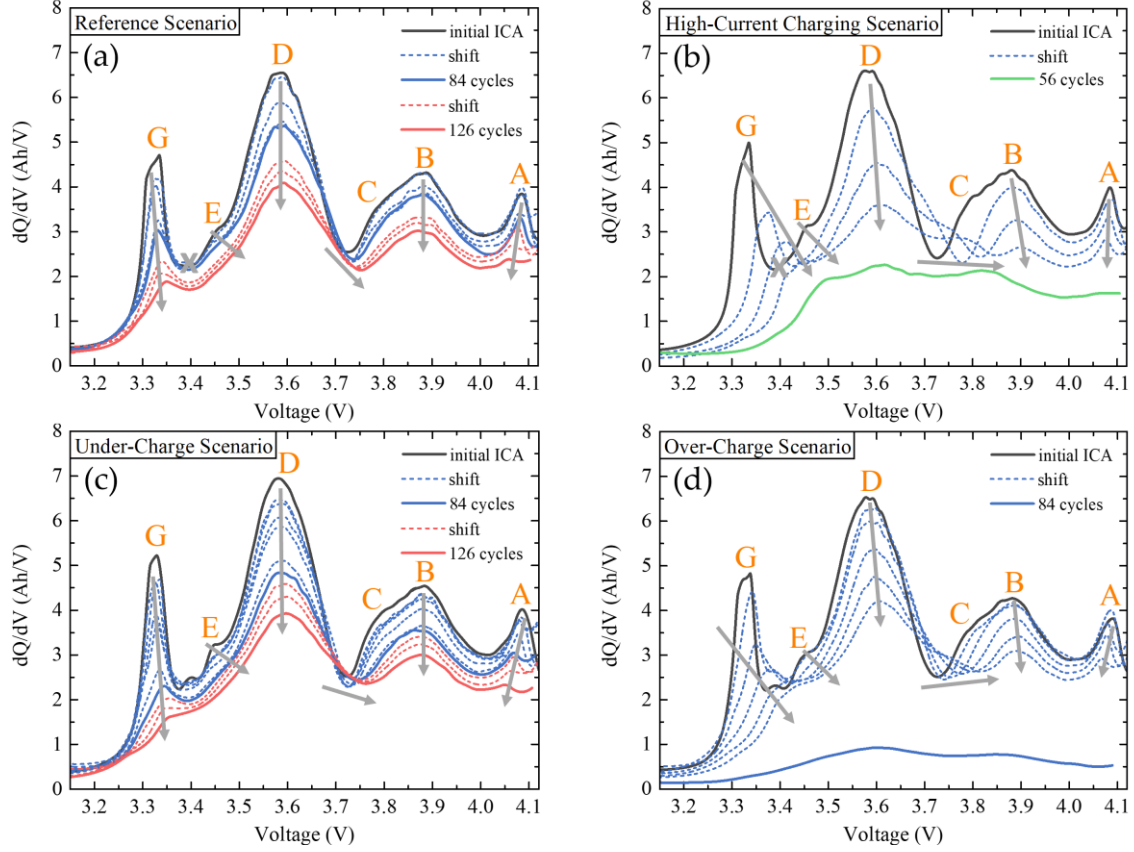 Reference Scenario
(a)
initial ICA
shift
84 cycles
shift
126 cycles
G
E
D
C
B
A
dQ/dV (Ah/V)
8
7
6
5
4
3
2
1
0
3.2 3.3 3.4 3.5 3.6 3.7 3.8 3.9 4.0 4.1
Voltage (V)
High-Current Charging Scenario
(b)
initial ICA
shift
56 cycles
G
E
D
C
B
A
dQ/dV (Ah/V)
8
7
6
5
4
3
2
1
0
3.2 3.3 3.4 3.5 3.6 3.7 3.8 3.9 4.0 4.1
Voltage (V)
Under-Charge Scenario
(c)
initial ICA
shift
84 cycles
shift
126 cycles
G
E
D
C
B
A
dQ/dV (Ah/V)
8
7
6
5
4
3
2
1
0
3.2 3.3 3.4 3.5 3.6 3.7 3.8 3.9 4.0 4.1
Voltage (V)
Over-Charge Scenario
(d)
initial ICA
shift
84 cycles
G
E
D
C
B
A
dQ/dV (Ah/V)
8
7
6
5
4
3
2
1
0
3.2 3.3 3.4 3.5 3.6 3.7 3.8 3.9 4.0 4.1
Voltage (V)